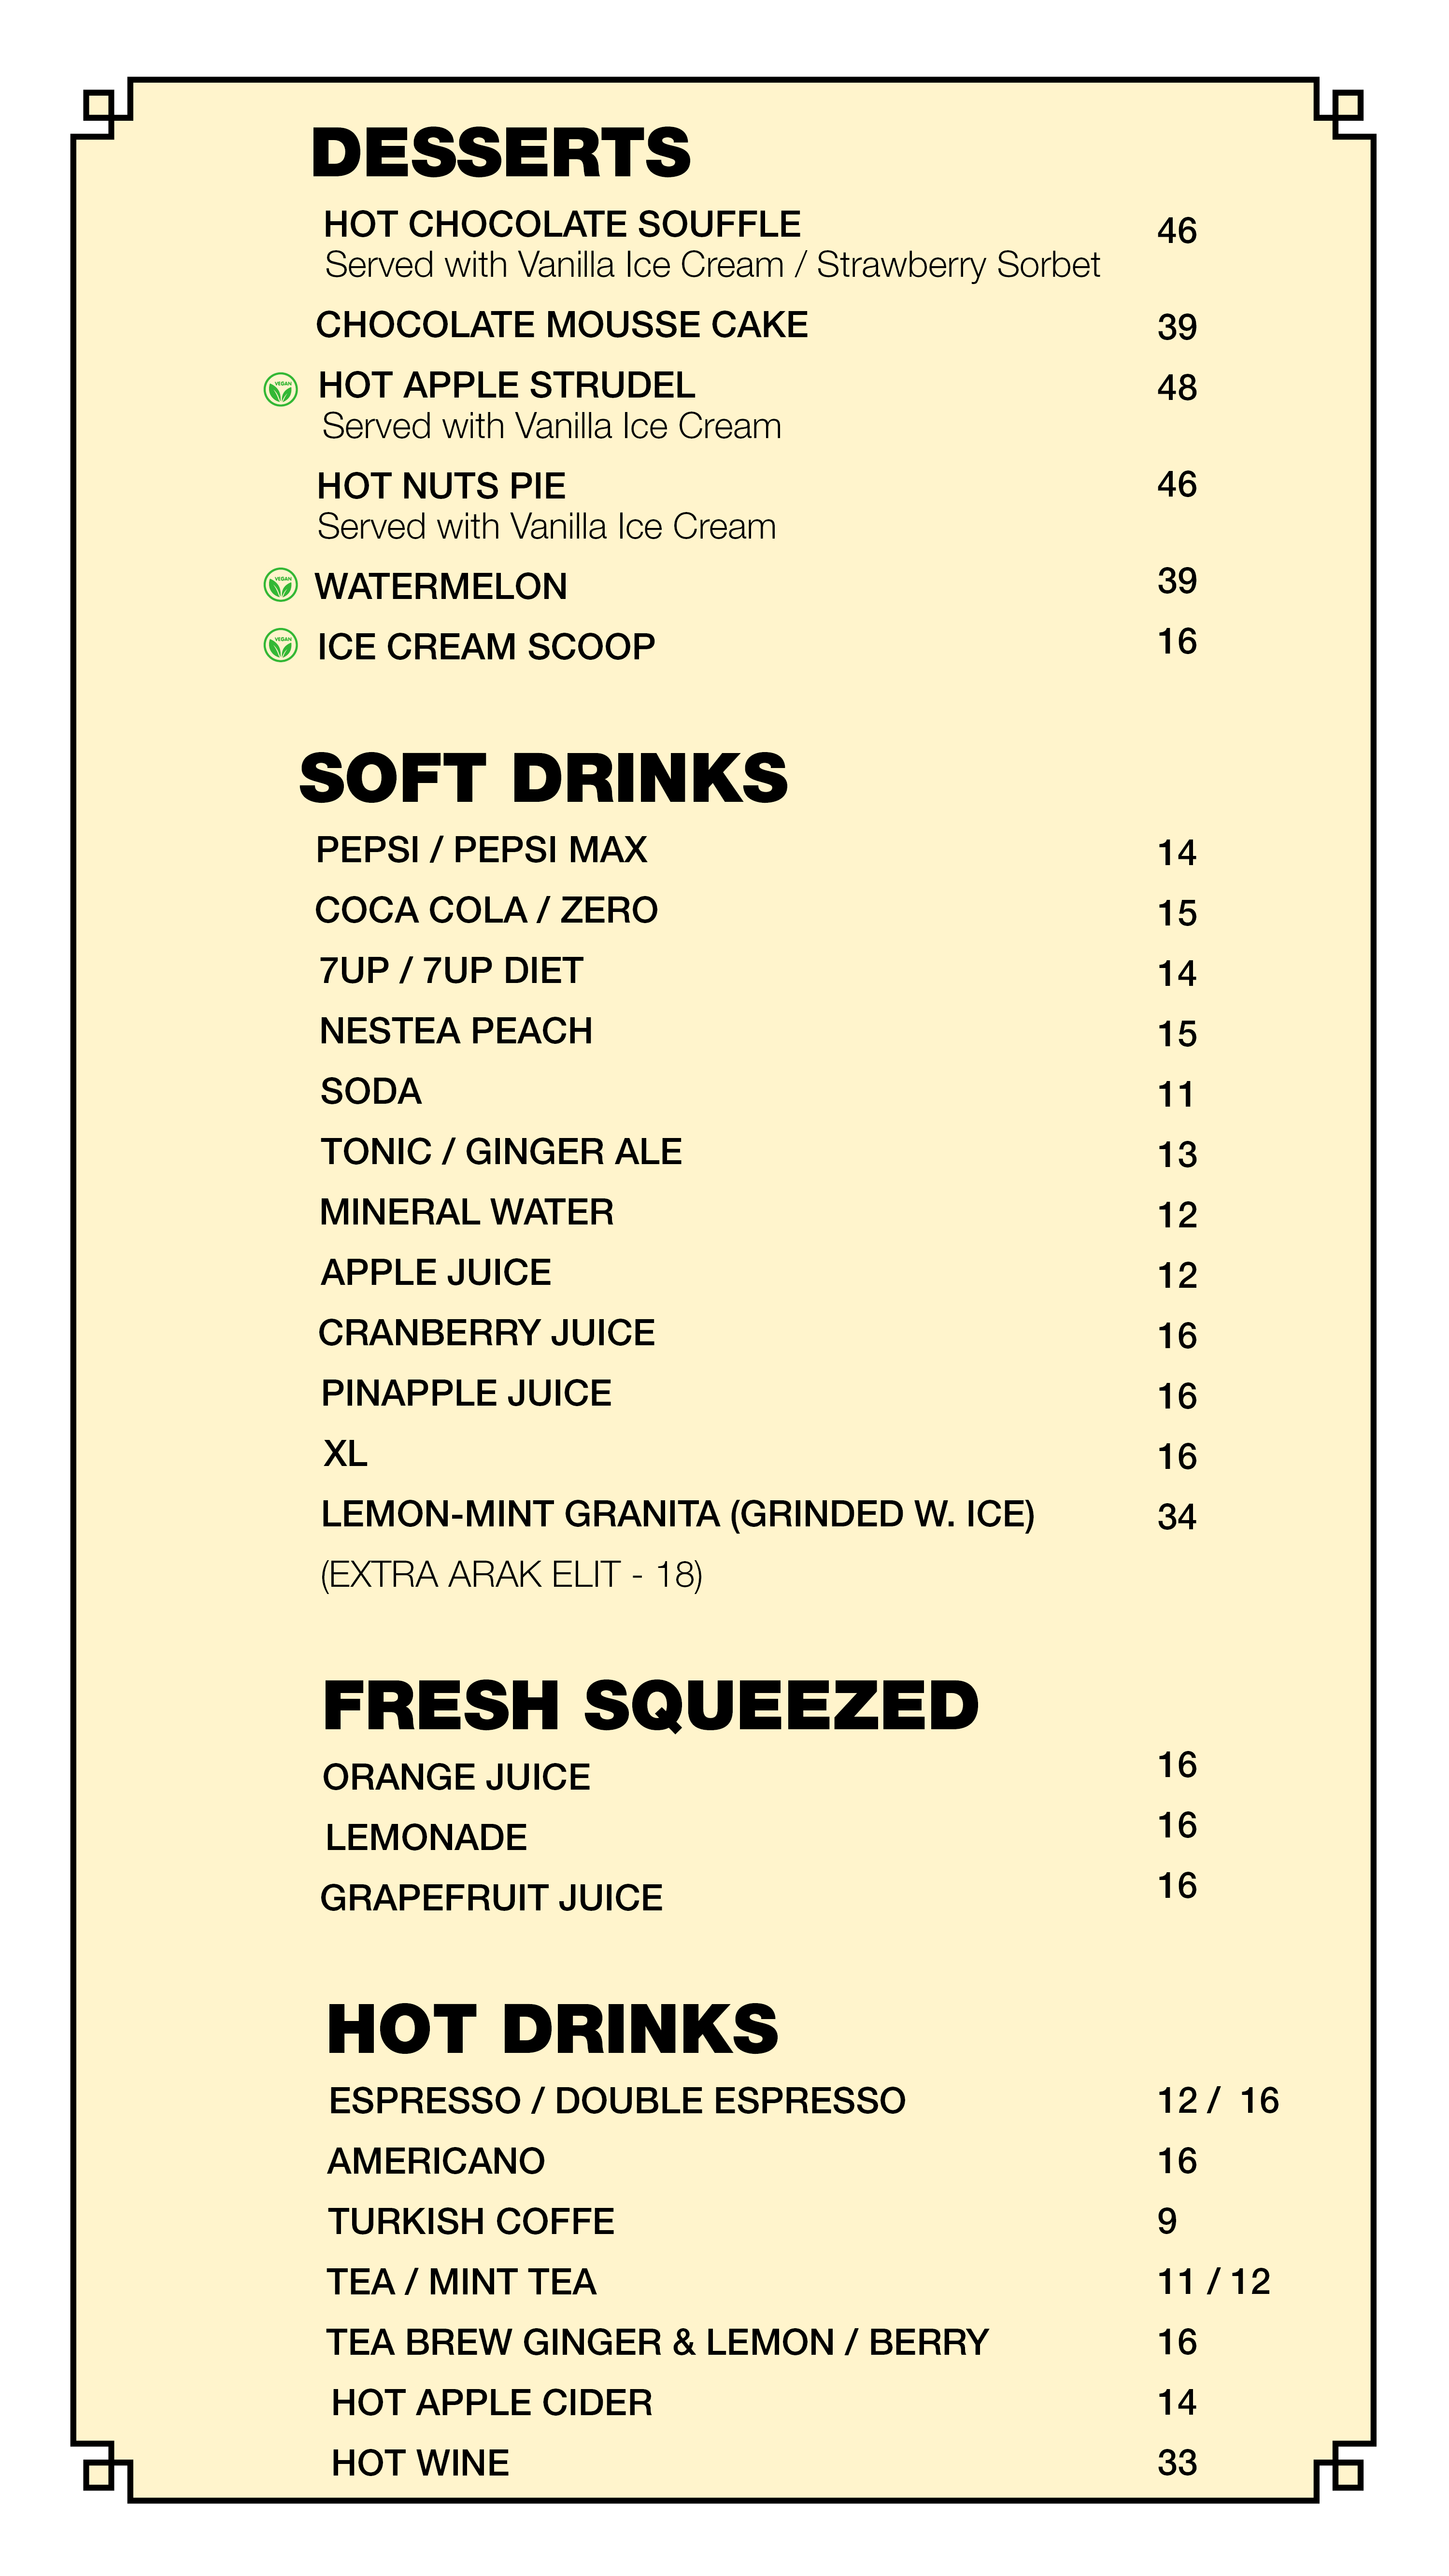 DESSERTS
HOT CHOCOLATE SOUFFLE 46
Served with Vanilla Ice Cream / Strawberry Sorbet
CHOCOLATE MOUSSE CAKE 39
VEGAN HOT APPLE STRUDEL 48
Served with Vanilla Ice Cream
HOT NUTS PIE 46
Served with Vanilla Ice Cream
VEGAN WATERMELON 39
VEGAN ICE CREAM SCOOP 16
SOFT DRINKS
PEPSI / PEPSI MAX 14
COCA COLA / ZERO 15
7UP / 7UP DIET 14
NESTEA PEACH 15
SODA 11
TONIC / GINGER ALE 13
MINERAL WATER 12
APPLE JUICE 12
CRANBERRY JUICE 16
PINAPPLE JUICE 16
XL 16
LEMON-MINT GRANITA (GRINDED W. ICE) 34
(EXTRA ARAK ELIT - 18)
FRESH SQUEEZED
ORANGE JUICE 16
LEMONADE 16
GRAPEFRUIT JUICE 16
HOT DRINKS
ESPRESSO / DOUBLE ESPRESSO 12 / 16
AMERICANO 16
TURKISH COFFE 9
TEA / MINT TEA 11 / 12
TEA BREW GINGER & LEMON / BERRY 16
HOT APPLE CIDER 14
HOT WINE 33